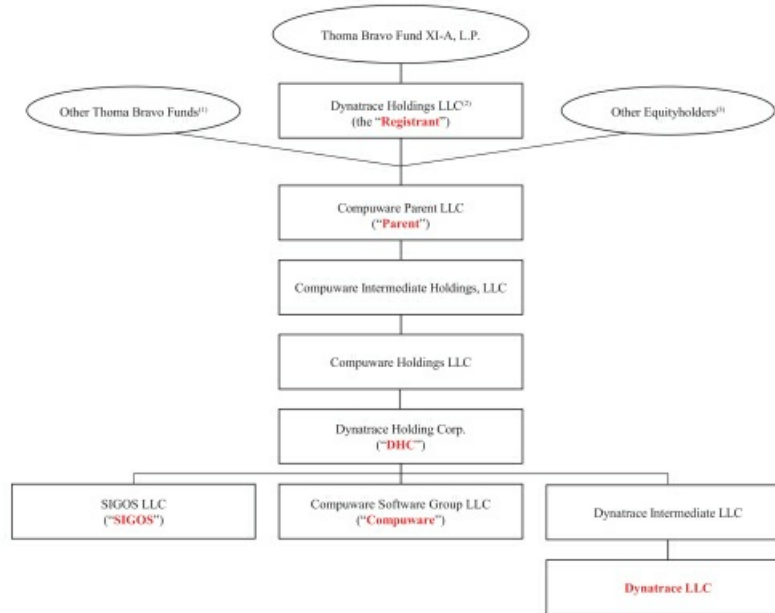 Thoma Bravo Fund XI-A, L.P.
Other Thoma Bravo Funds(1)
Dynatrace Holdings LLC(2)
(the “Registrant”)
Other Equityholders(3)
Compuware Parent LLC
(“Parent”)
Compuware Intermediate Holdings, LLC
Compuware Holdings LLC
Dynatrace Holding Corp.
(“DHC”)
SIGOS LLC
(“SIGOS”)
Compuware Software Group LLC
(“Compuware”)
Dynatrace Intermediate LLC
Dynatrace LLC